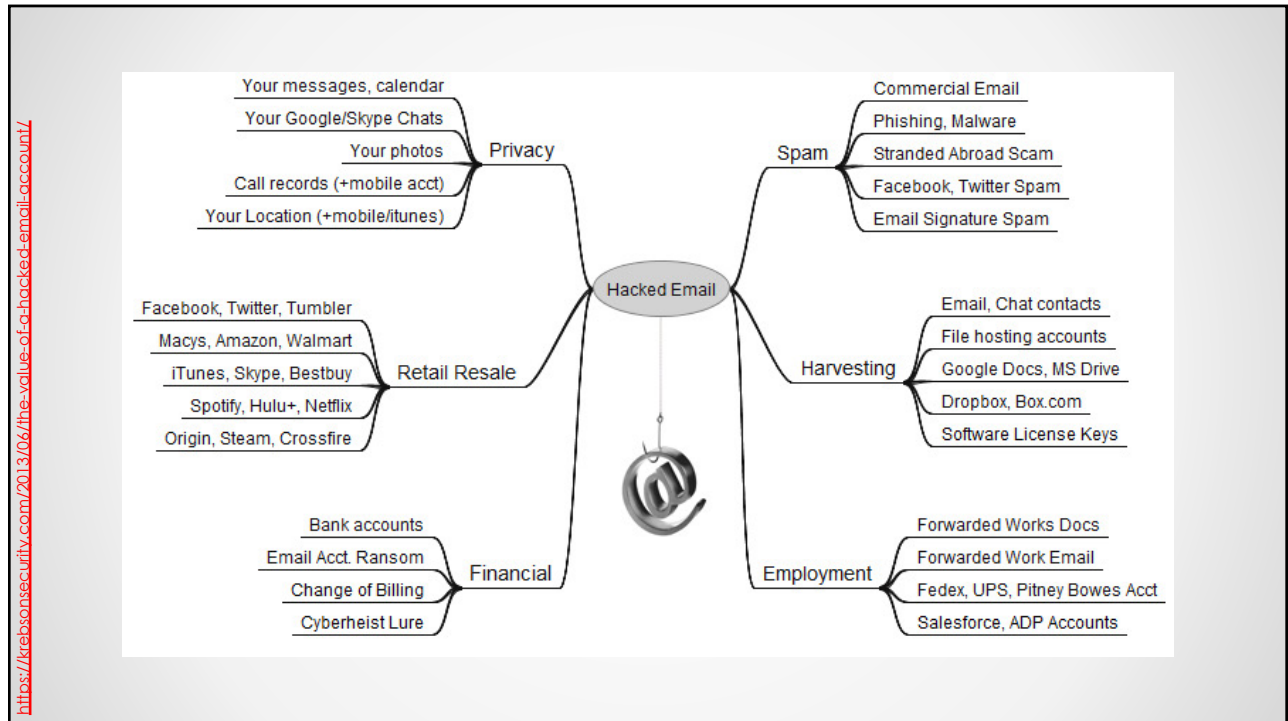 https://krebsonsecurity.com/2013/06/the-value-of-a-hacked-email-account/
Hacked Email
Privacy
Your messages, calendar
Your Google/Skype Chats
Your photos
Call records (+mobile acct)
Your Location (+mobile/itunes)
Retail Resale
Facebook, Twitter, Tumbler
Macys, Amazon, Walmart
iTunes, Skype, Bestbuy
Spotify, Hulu+, Netflix
Origin, Steam, Crossfire
Financial
Bank accounts
Email Acct. Ransom
Change of Billing
Cyberheist Lure
Spam
Commercial Email
Phishing, Malware
Stranded Abroad Scam
Facebook, Twitter Spam
Email Signature Spam
Harvesting
Email, Chat contacts
File hosting accounts
Google Docs, MS Drive
Dropbox, Box.com
Software License Keys
Employment
Forwarded Works Docs
Forwarded Work Email
Fedex, UPS, Pitney Bowes Acct
Salesforce, ADP Accounts
@